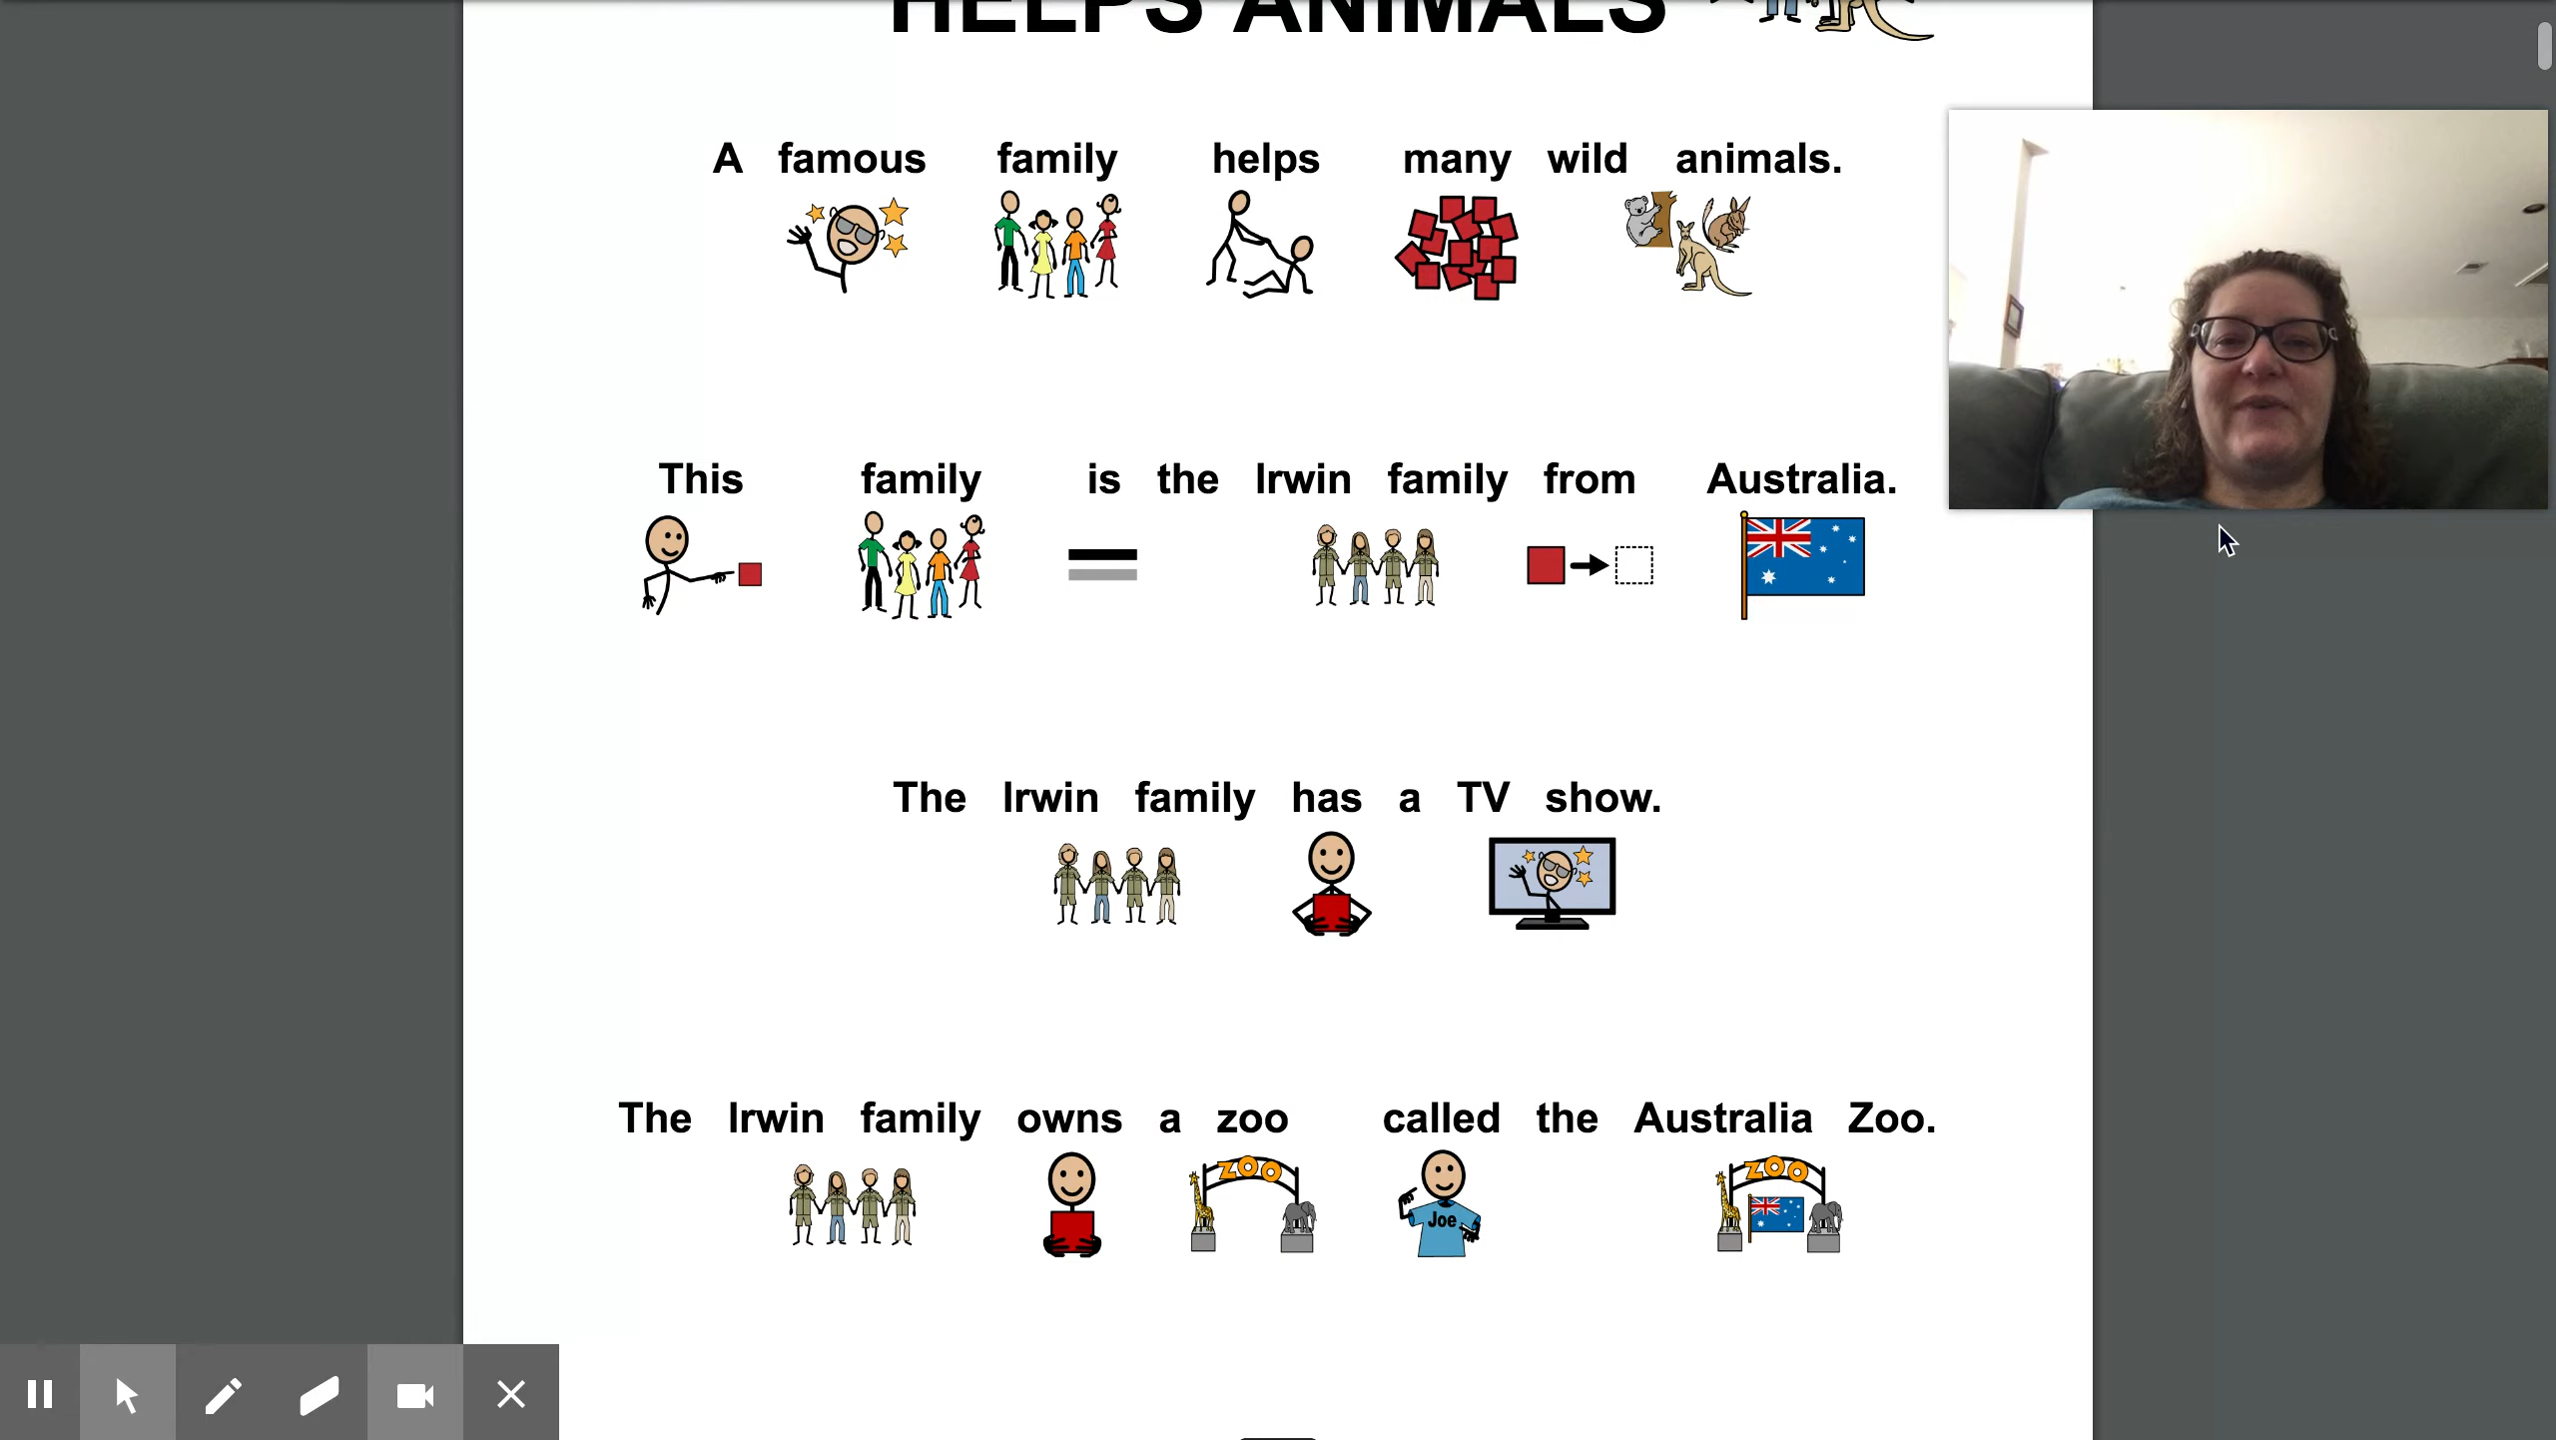 HELPS ANIMALS
A famous family helps many wild animals.
This family is the Irwin family from Australia.
The Irwin family has a TV show.
The Irwin family owns a zoo called the Australia Zoo.
ZOO
Joe
ZOO